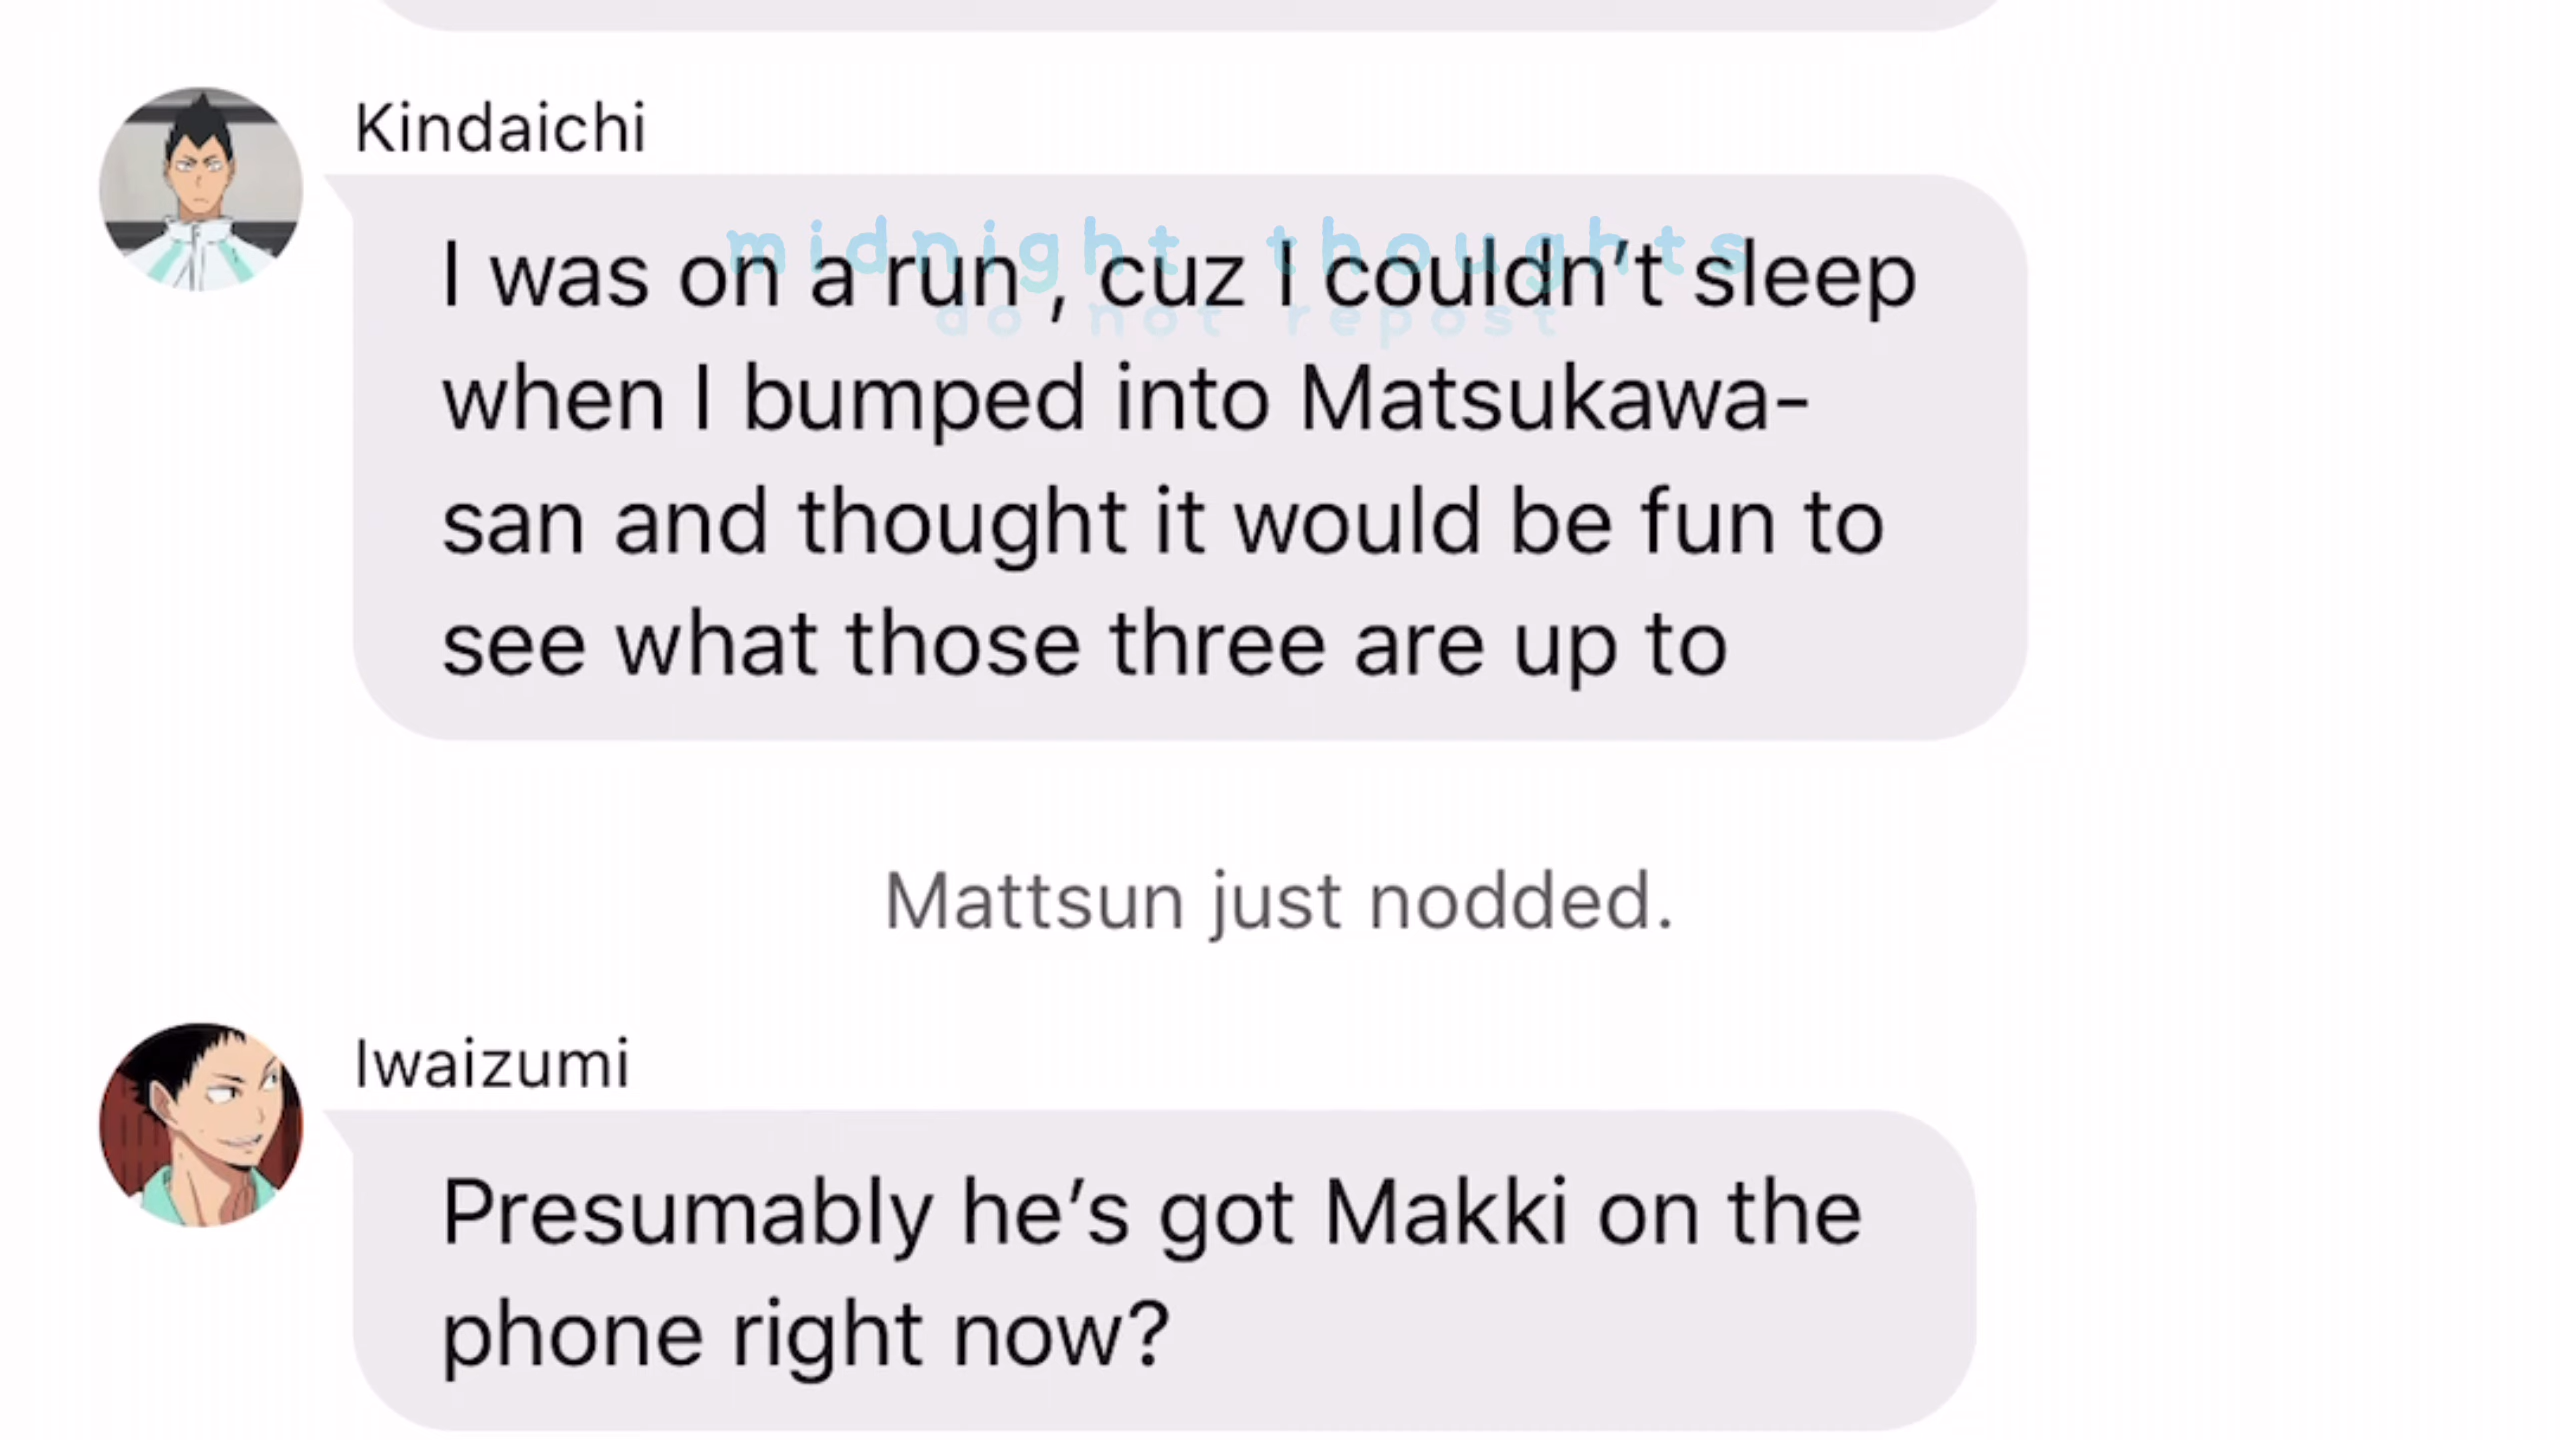 Kindaichi
midnight thoughts
I was on a run , cuz I couldn’t sleep
do not repost
when I bumped into Matsukawa-
san and thought it would be fun to
see what those three are up to
Mattsun just nodded.
Iwaizumi
Presumably he’s got Makki on the
phone right now?